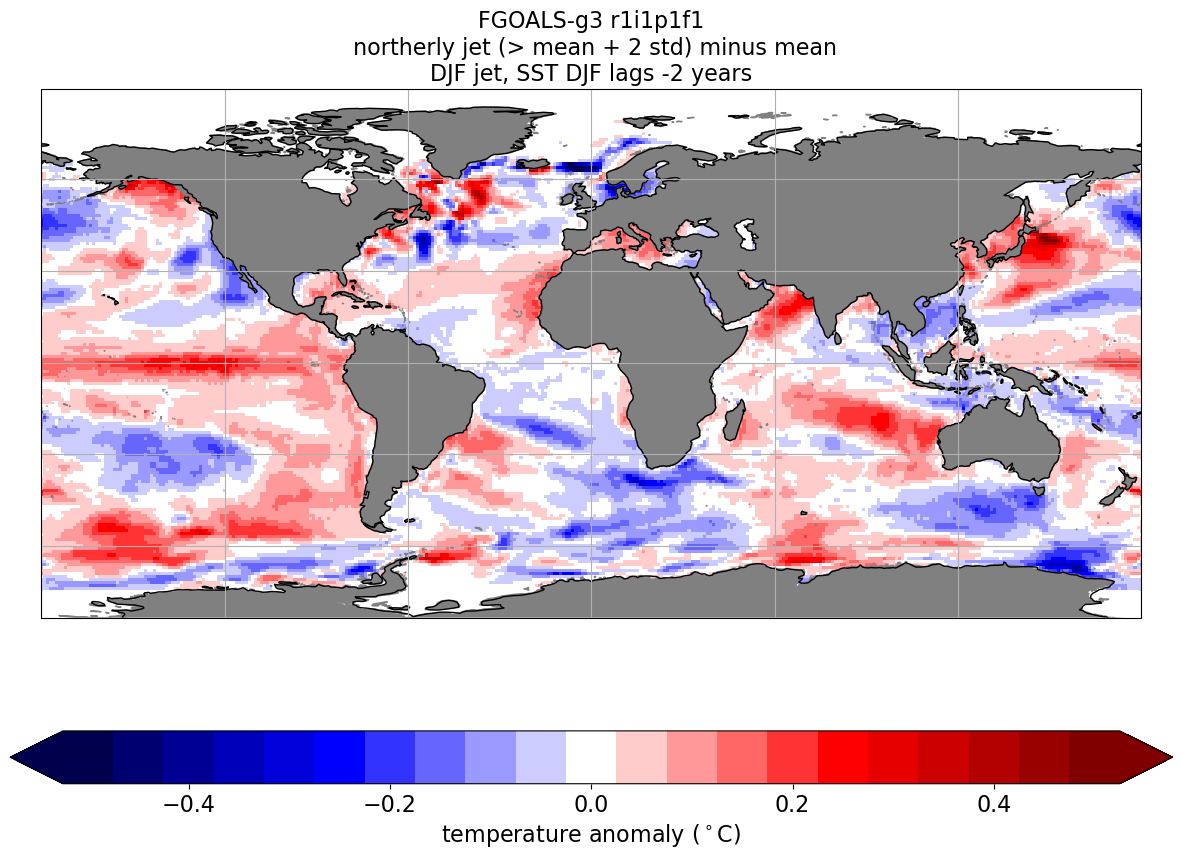 FGOALS-g3 r1i1p1f1
northerly jet (> mean + 2 std) minus mean
DJF jet, SST DJF lags -2 years
−0.4 −0.2 0.0 0.2 0.4
temperature anomaly (°C)